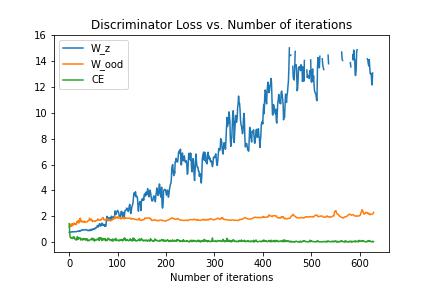 Discriminator Loss vs. Number of iterations
16
14
12
10
8
6
4
2
0
W_z
W_ood
CE
0 100 200 300 400 500 600
Number of iterations